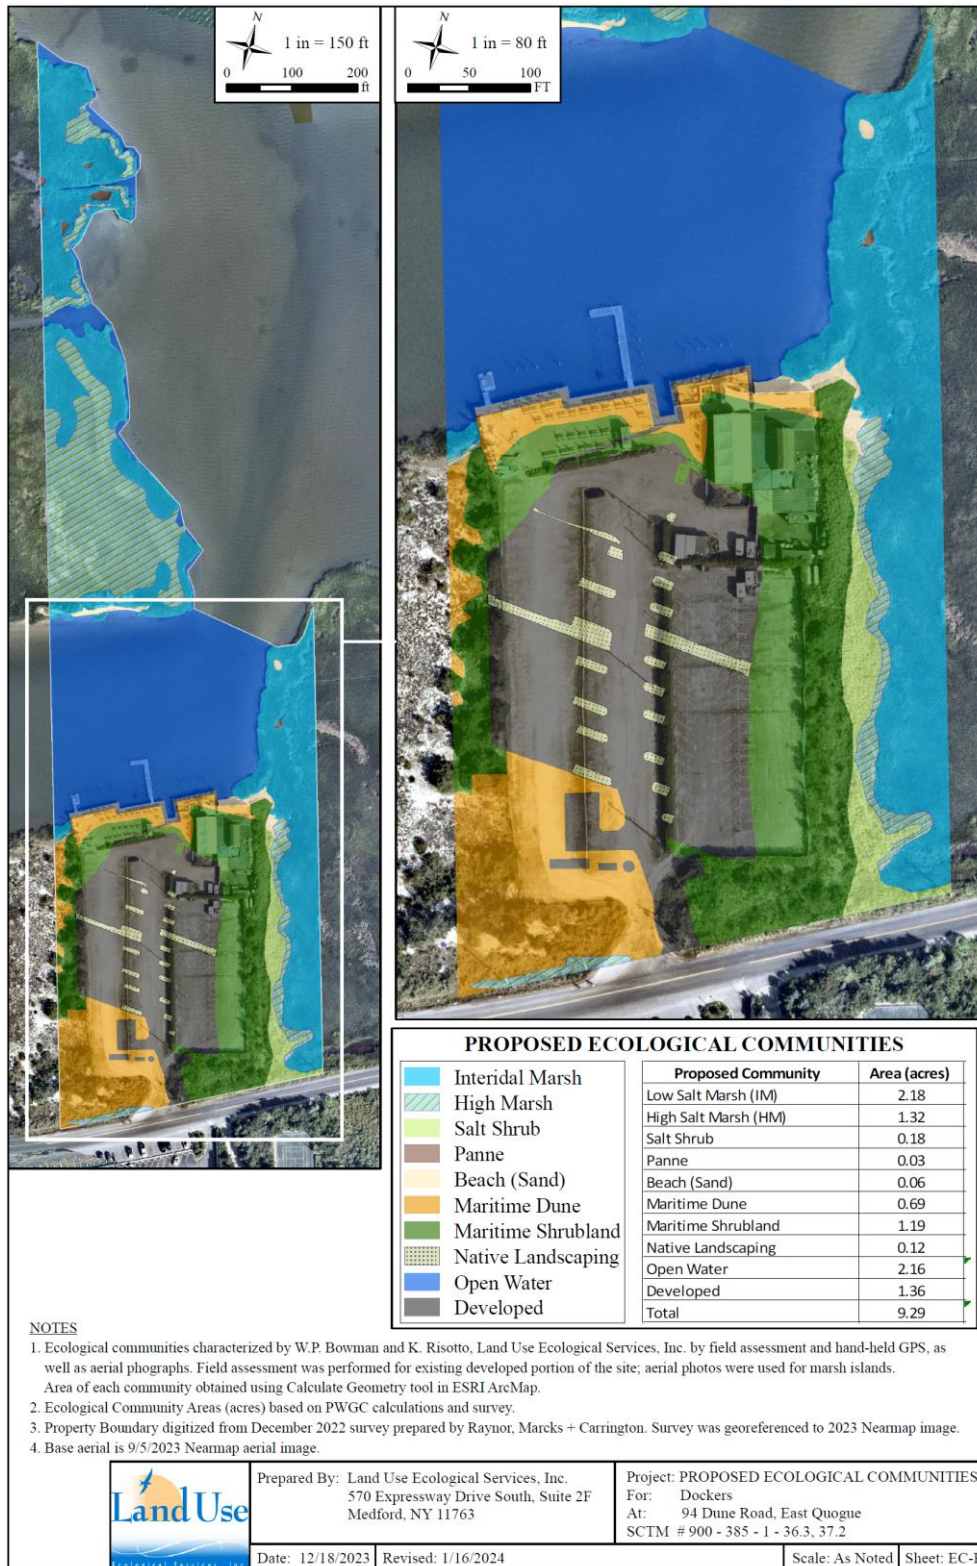 N
1 in = 150 ft
0 100 200
ft
N
1 in = 80 ft
0 50 100
FT
PROPOSED ECOLOGICAL COMMUNITIES
Interidal Marsh
High Marsh
Salt Shrub
Panne
Beach (Sand)
Maritime Dune
Maritime Shrubland
Native Landscaping
Open Water
Developed
Proposed Community Area (acres)
Low Salt Marsh (IM) 2.18
High Salt Marsh (HM) 1.32
Salt Shrub 0.18
Panne 0.03
Beach (Sand) 0.06
Maritime Dune 0.69
Maritime Shrubland 1.19
Native Landscaping 0.12
Open Water 2.16
Developed 1.36
Total 9.29
NOTES
1. Ecological communities characterized by W.P. Bowman and K. Risotto, Land Use Ecological Services, Inc. by field assessment and hand-held GPS, as
well as aerial phographs. Field assessment was performed for existing developed portion of the site; aerial photos were used for marsh islands.
Area of each community obtained using Calculate Geometry tool in ESRI ArcMap.
2. Ecological Community Areas (acres) based on PWGC calculations and survey.
3. Property Boundary digitized from December 2022 survey prepared by Raynor, Marcks + Carrington. Survey was georeferenced to 2023 Nearmap image.
4. Base aerial is 9/5/2023 Nearmap aerial image.
Land Use
Ecological Services, Inc.
Prepared By: Land Use Ecological Services, Inc.
570 Expressway Drive South, Suite 2F
Medford, NY 11763
Date: 12/18/2023 Revised: 1/16/2024
Project: PROPOSED ECOLOGICAL COMMUNITIES
For: Dockers
At: 94 Dune Road, East Quogue
SCTM # 900 - 385 - 1 - 36.3, 37.2
Scale: As Noted Sheet: EC-